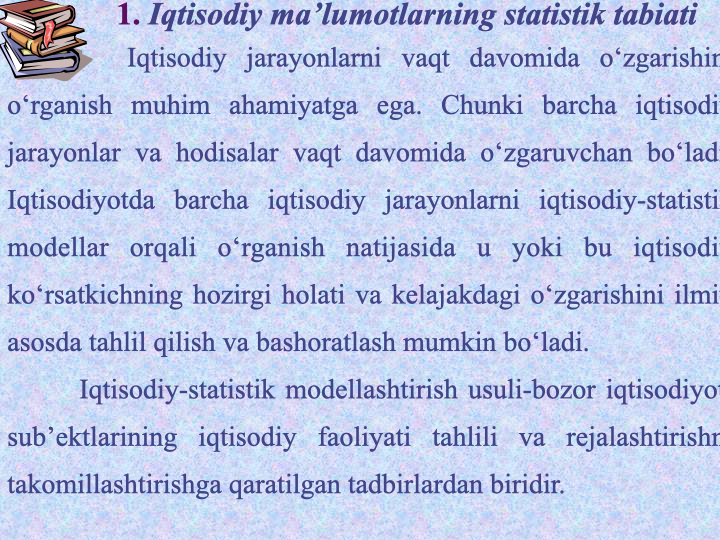 1. Iqtisodiy ma’lumotlarning statistik tabiati
Iqtisodiy jarayonlarni vaqt davomida o‘zgarishin
o‘rganish muhim ahamiyatga ega. Chunki barcha iqtisodi
jarayonlar va hodisalar vaqt davomida o‘zgaruvchan bo‘ladi
Iqtisodiyotda barcha iqtisodiy jarayonlarni iqtisodiy-statisti
modellar orqali o‘rganish natijasida u yoki bu iqtisodi
ko‘rsatkichning hozirgi holati va kelajakdagi o‘zgarishini ilmi
asosda tahlil qilish va bashoratlash mumkin bo‘ladi.
Iqtisodiy-statistik modellashtirish usuli-bozor iqtisodiyot
sub’ektlarining iqtisodiy faoliyati tahlili va rejalashtirishn
takomillashtirishga qaratilgan tadbirlardan biridir.